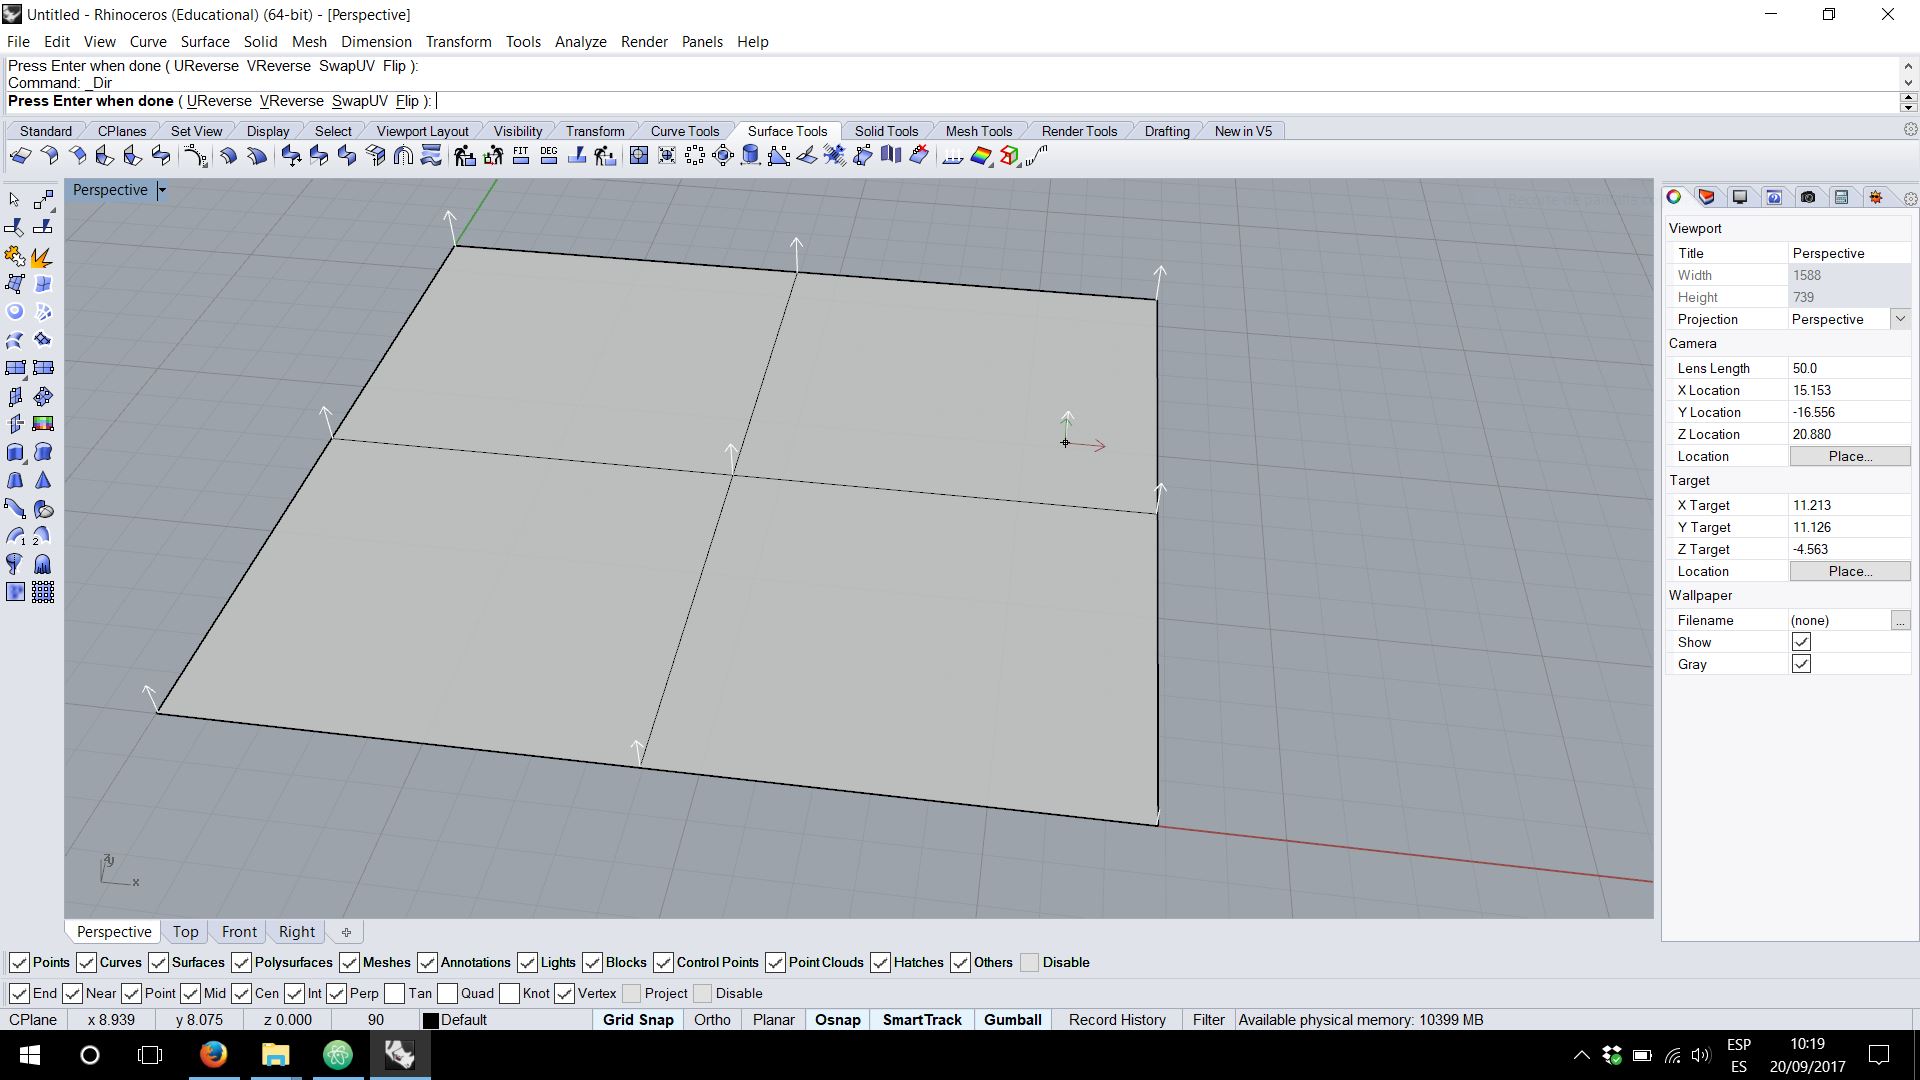 Untitled - Rhinoceros (Educational) (64-bit) - [Perspective]
File Edit View Curve Surface Solid Mesh Dimension Transform Tools Analyze Render Panels Help
Press Enter when done ( UReverse VReverse SwapUV Flip ):
Command: _Dir
Press Enter when done ( UReverse VReverse SwapUV Flip ):
Standard CPlanes Set View Display Select Viewport Layout Visibility Transform Curve Tools Surface Tools Solid Tools Mesh Tools Render Tools Drafting New in V5
FIT DEG
Perspective
Viewport
Title Perspective
Width 1588
Height 739
Projection Perspective
Camera
Lens Length 50.0
X Location 15.153
Y Location -16.556
Z Location 20.880
Location Place...
Target
X Target 11.213
Y Target 11.126
Z Target -4.563
Location Place...
Wallpaper
Filename (none) ...
Show
Gray
1 2
z y
x
Perspective Top Front Right
Points Curves Surfaces Polysurfaces Meshes Annotations Lights Blocks Control Points Point Clouds Hatches Others Disable
End Near Point Mid Cen Int Perp Tan Quad Knot Vertex Project Disable
CPlane x 8.939 y 8.075 z 0.000 90 Default Grid Snap Ortho Planar Osnap SmartTrack Gumball Record History Filter Available physical memory: 10399 MB
ESP
ES
10:19
20/09/2017